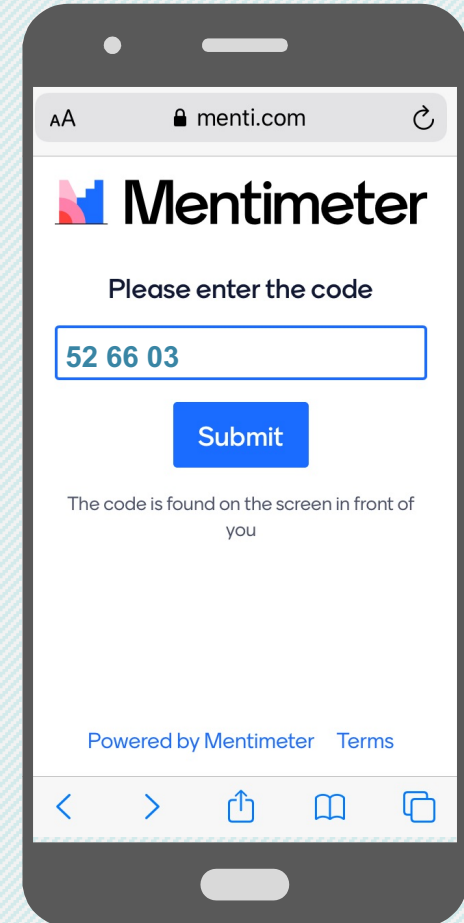 AA menti.com
Mentimeter
Please enter the code
52 66 03
Submit
The code is found on the screen in front of
you
Powered by Mentimeter Terms